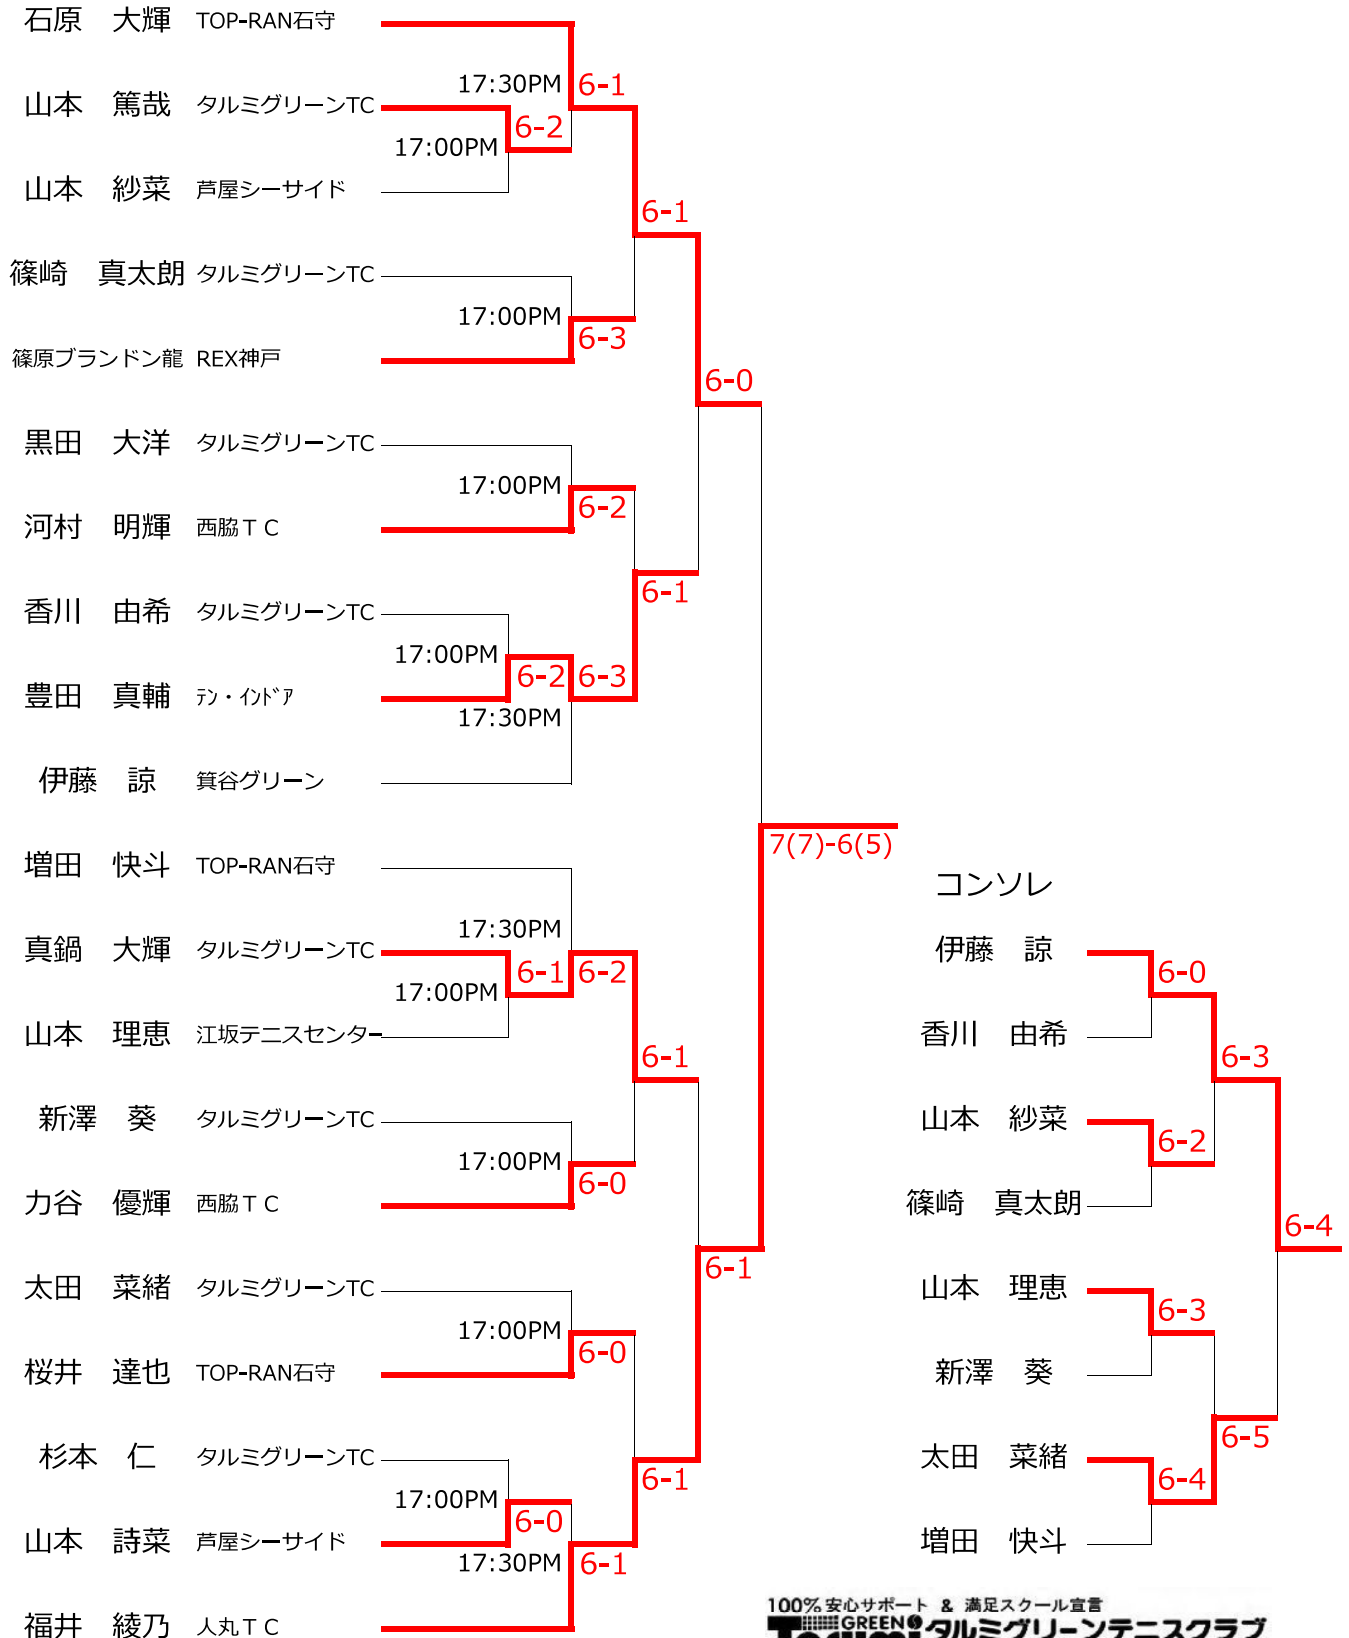 石原　大輝 TOP-RAN石守
17:30PM 6-1
山本　篤哉 タルミグリーンTC
6-2
17:00PM
山本　紗菜 芦屋シーサイド
6-1
篠崎　真太朗 タルミグリーンTC
17:00PM
6-3
篠原ブランドン龍 REX神戸
6-0
黒田　大洋 タルミグリーンTC
17:00PM
6-2
河村　明輝 西脇ＴＣ
6-1
香川　由希 タルミグリーンTC
17:00PM
6-2 6-3
豊田　真輔 ﾃﾝ・ｲﾝﾄﾞｱ
17:30PM
伊藤　諒 箕谷グリーン
7(7)-6(5)
増田　快斗 TOP-RAN石守
17:30PM
真鍋　大輝 タルミグリーンTC
6-1 6-2
17:00PM
山本　理恵 江坂テニスセンター
6-1
新澤　葵 タルミグリーンTC
17:00PM
6-0
力谷　優輝 西脇ＴＣ
6-1
太田　菜緒 タルミグリーンTC
17:00PM
6-0
桜井　達也 TOP-RAN石守
杉本　仁 タルミグリーンTC
6-1
17:00PM
6-0
山本　詩菜 芦屋シーサイド
17:30PM 6-1
福井　綾乃 人丸ＴＣ
コンソレ
伊藤　諒
6-0
香川　由希
6-3
山本　紗菜
6-2
篠崎　真太朗
6-4
山本　理恵
6-3
新澤　葵
6-5
太田　菜緒
6-4
増田　快斗
100%安心サポート & 満足スクール宣言
Tarumi GREEN タルミグリーンテニスクラブ